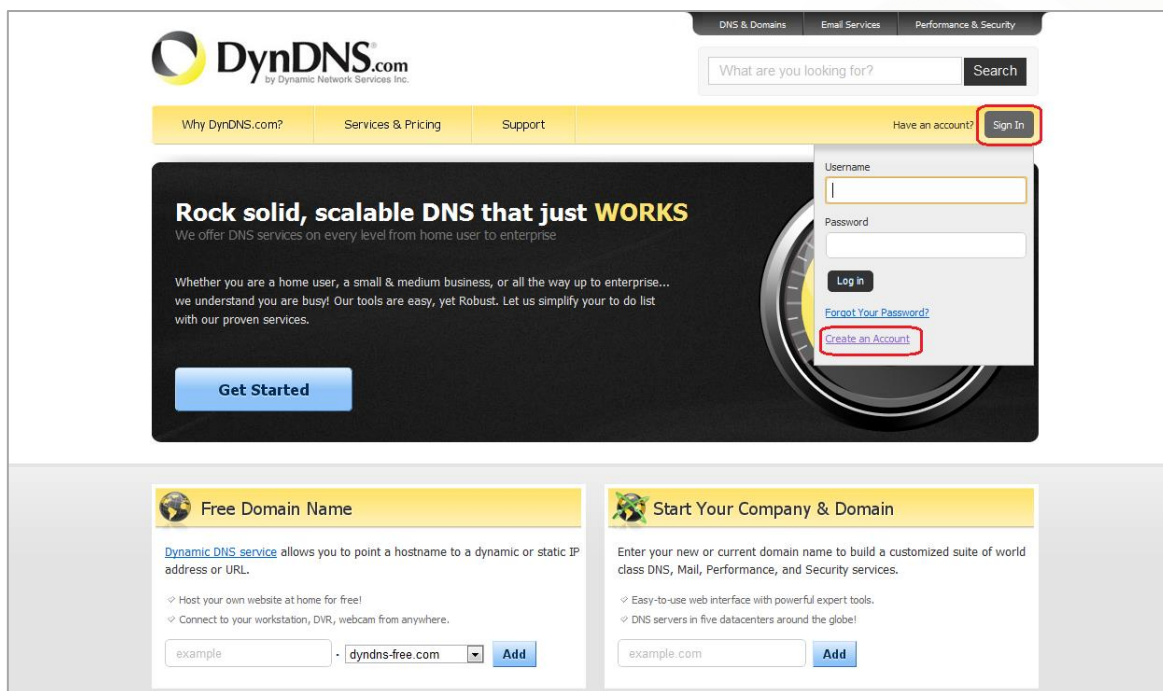 DNS & Domains
Email Services
Performance & Security
DynDNS.com
by Dynamic Network Services Inc.
What are you looking for?
Search
Why DynDNS.com?
Services & Pricing
Support
Have an account?
Sign In
Username
Password
Log in
Forgot Your Password?
Create an Account
Rock solid, scalable DNS that just WORKS
We offer DNS services on every level from home user to enterprise
Whether you are a home user, a small & medium business, or all the way up to enterprise...
we understand you are busy! Our tools are easy, yet Robust. Let us simplify your to do list
with our proven services.
Get Started
Free Domain Name
Dynamic DNS service allows you to point a hostname to a dynamic or static IP
address or URL.
Host your own website at home for free!
Connect to your workstation, DVR, webcam from anywhere.
example
. dyndns-free.com
Add
Start Your Company & Domain
Enter your new or current domain name to build a customized suite of world
class DNS, Mail, Performance, and Security services.
Easy-to-use web interface with powerful expert tools.
DNS servers in five datacenters around the globe!
example.com
Add